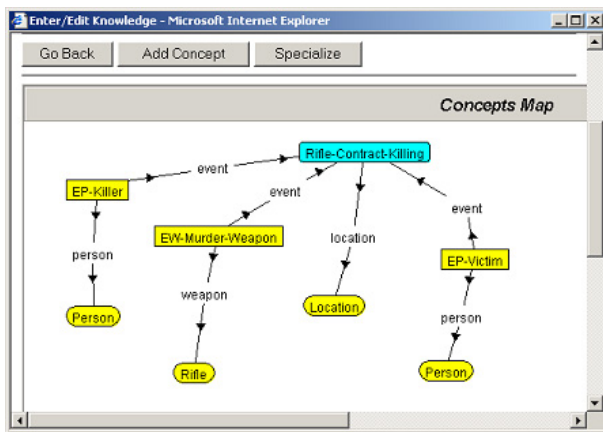 Enter/Edit Knowledge - Microsoft Internet Explorer
Go Back Add Concept Specialize
Concepts Map
Rifle-Contract-Killing
event
EP-Killer
event
event
EW-Murder-Weapon
location
person
EP-Victim
weapon
Location
Person
person
Rifle
Person